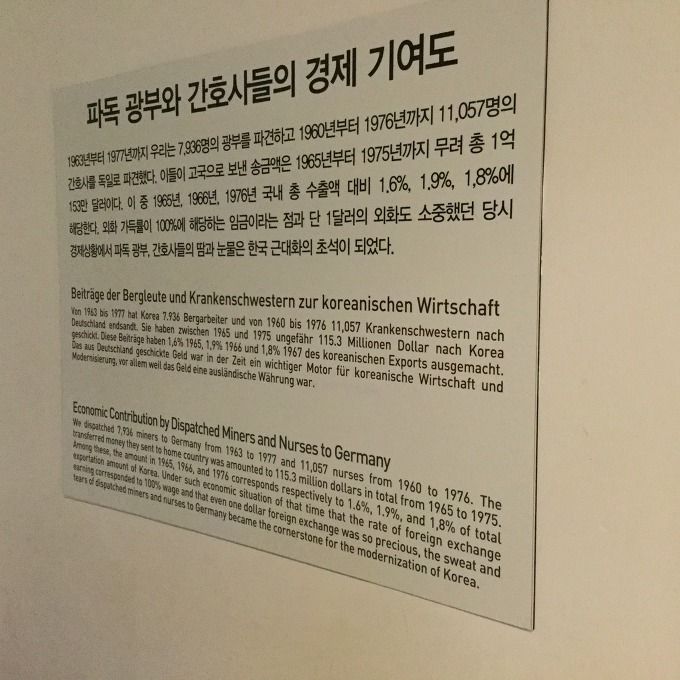 파독 광부와 간호사들의 경제 기여도
1963년부터 1977년까지 우리는 7,936명의 광부를 파견하고 1960년부터 1976년까지 11,057명의
간호사를 독일로 파견했다. 이들이 고국으로 보낸 송금액은 1965년부터 1975년까지 무려 총 1억
153만 달러이다. 이 중 1965년, 1966년, 1976년 국내 총 수출액 대비 1.6%, 1.9%, 1,8%에
해당한다. 외화 가득률이 100%에 해당하는 임금이라는 점과 단 1달러의 외화도 소중했던 당시
경제상황에서 파독 광부, 간호사들의 땀과 눈물은 한국 근대화의 초석이 되었다.
Beiträge der Bergleute und Krankenschwestern zur koreanischen Wirtschaft
Von 1963 bis 1977 hat Korea 7.936 Bergarbeiter und von 1960 bis 1976 11,057 Krankenschwestern nach
Deutschland endsandt. Sie haben zwischen 1965 und 1975 ungefähr 115.3 Millionen Dollar nach Korea
geschickt. Diese Beiträge haben 1,6% 1965, 1,9% 1966 und 1,8% 1967 des koreanischen Exports ausgemacht.
Das aus Deutschland geschickte Geld war in der Zeit ein wichtiger Motor für koreanische Wirtschaft und
Modernisierung, vor allem weil das Geld eine ausländische Währung war.
Economic Contribution by Dispatched Miners and Nurses to Germany
We dispatched 7,936 miners to Germany from 1963 to 1977 and 11,057 nurses from 1960 to 1976. The
transferred money they sent to home country was amounted to 115.3 million dollars in total from 1965 to 1975.
Among these, the amount in 1965, 1966, and 1976 corresponds respectively to 1.6%, 1.9%, and 1,8% of total
exportation amount of Korea. Under such economic situation of that time that the rate of foreign exchange
earning corresponded to 100% wage and that even one dollar foreign exchange was so precious, the sweat and
tears of dispatched miners and nurses to Germany became the cornerstone for the modernization of Korea.